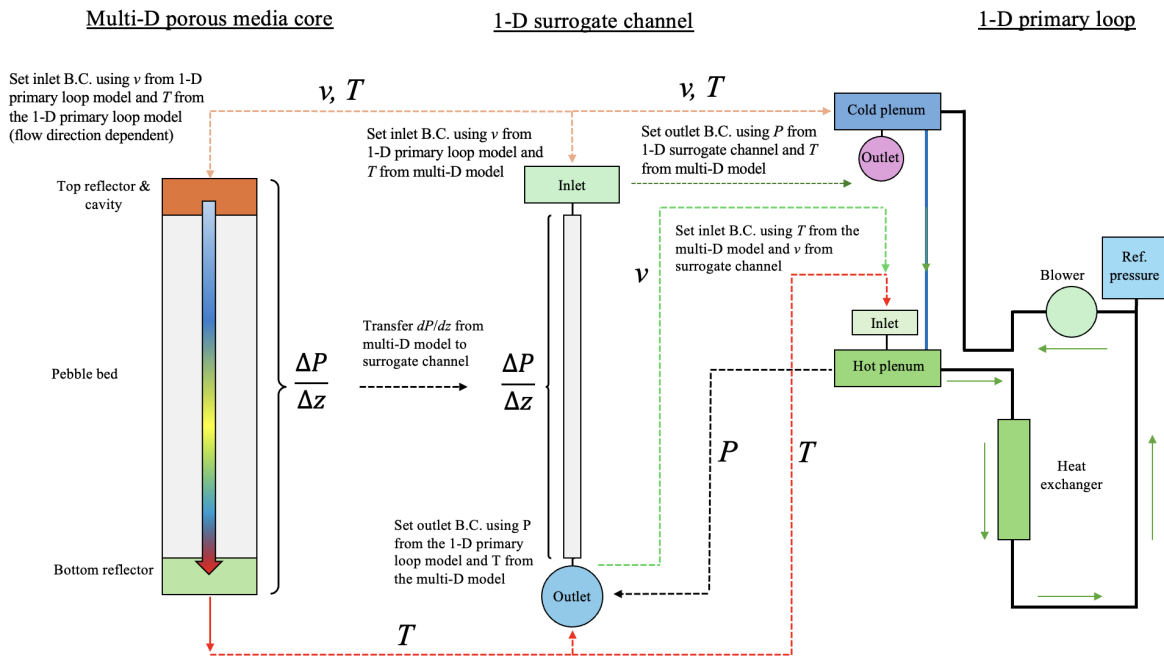 Multi-D porous media core
1-D surrogate channel
1-D primary loop
Set inlet B.C. using v from 1-D
primary loop model and T from
the 1-D primary loop model
(flow direction dependent)
v, T
v, T
Set inlet B.C. using v from
1-D primary loop model and
T from multi-D model
Set outlet B.C. using P from
1-D surrogate channel and T
from multi-D model
Cold plenum
Outlet
Top reflector &
cavity
Inlet
v
Set inlet B.C. using T from the
multi-D model and v from
surrogate channel
Blower
Ref.
pressure
Inlet
Hot plenum
Transfer dP/dz from
multi-D model to
surrogate channel
Pebble bed
ΔP
Δz
ΔP
Δz
P
T
Heat
exchanger
Set outlet B.C. using P
from the 1-D primary
loop model and T from
the multi-D model
Bottom reflector
Outlet
T